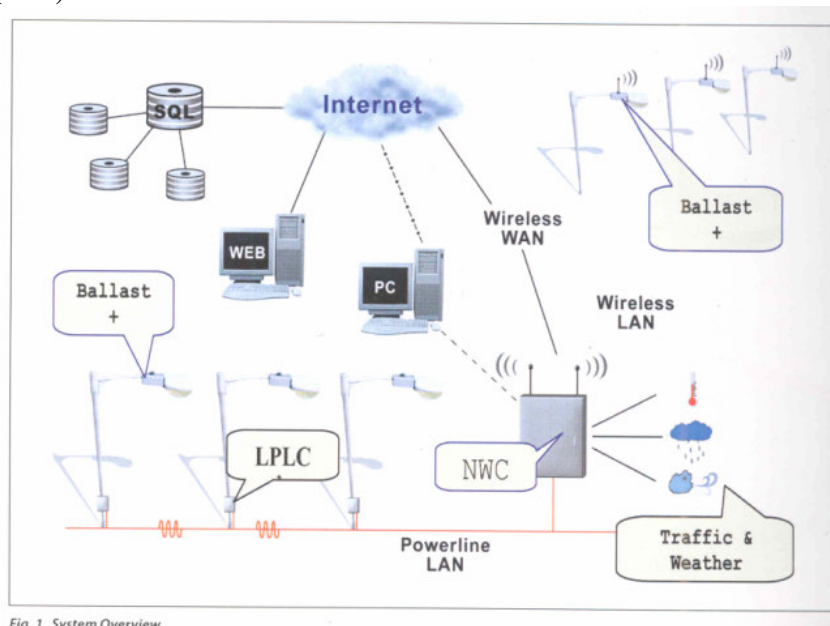 Internet
SQL
Ballast
+
Wireless
WAN
WEB
PC
Ballast
+
Wireless
LAN
LPLC
NWC
Powerline
LAN
Traffic &
Weather
Fig. 1 System Overview